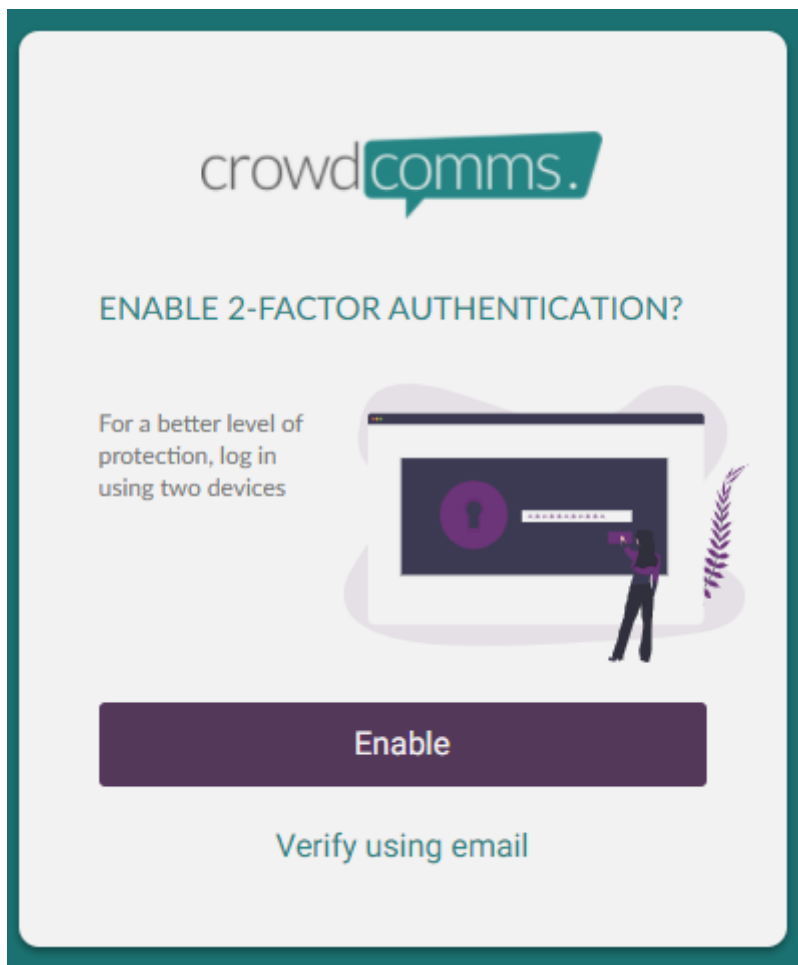 crowdcomms.
ENABLE 2-FACTOR AUTHENTICATION?
For a better level of
protection, log in
using two devices
Enable
Verify using email